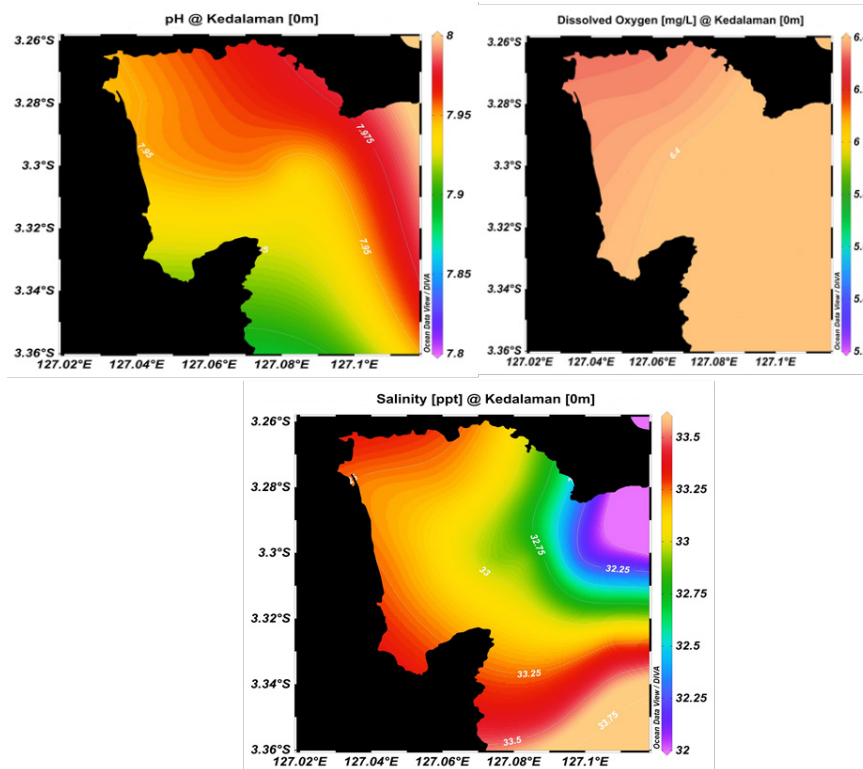 pH @ Kedalaman [0m]
3.26°S
3.28°S
3.3°S
3.32°S
3.34°S
3.36°S
127.02°E 127.04°E 127.06°E 127.08°E 127.1°E
7.975
7.95
7.95
8
7.95
7.9
7.85
7.8
Ocean Data View / DIVA
Dissolved Oxygen [mg/L] @ Kedalaman [0m]
3.26°S
3.28°S
3.3°S
3.32°S
3.34°S
3.36°S
127.02°E 127.04°E 127.06°E 127.08°E 127.1°E
6.4
Ocean Data View / DIVA
Salinity [ppt] @ Kedalaman [0m]
3.26°S
3.28°S
3.3°S
3.32°S
3.34°S
3.36°S
127.02°E 127.04°E 127.06°E 127.08°E 127.1°E
32.75
33
32.25
33.25
33.75
33.5
33.5
33.25
33
32.75
32.5
32.25
32
Ocean Data View / DIVA